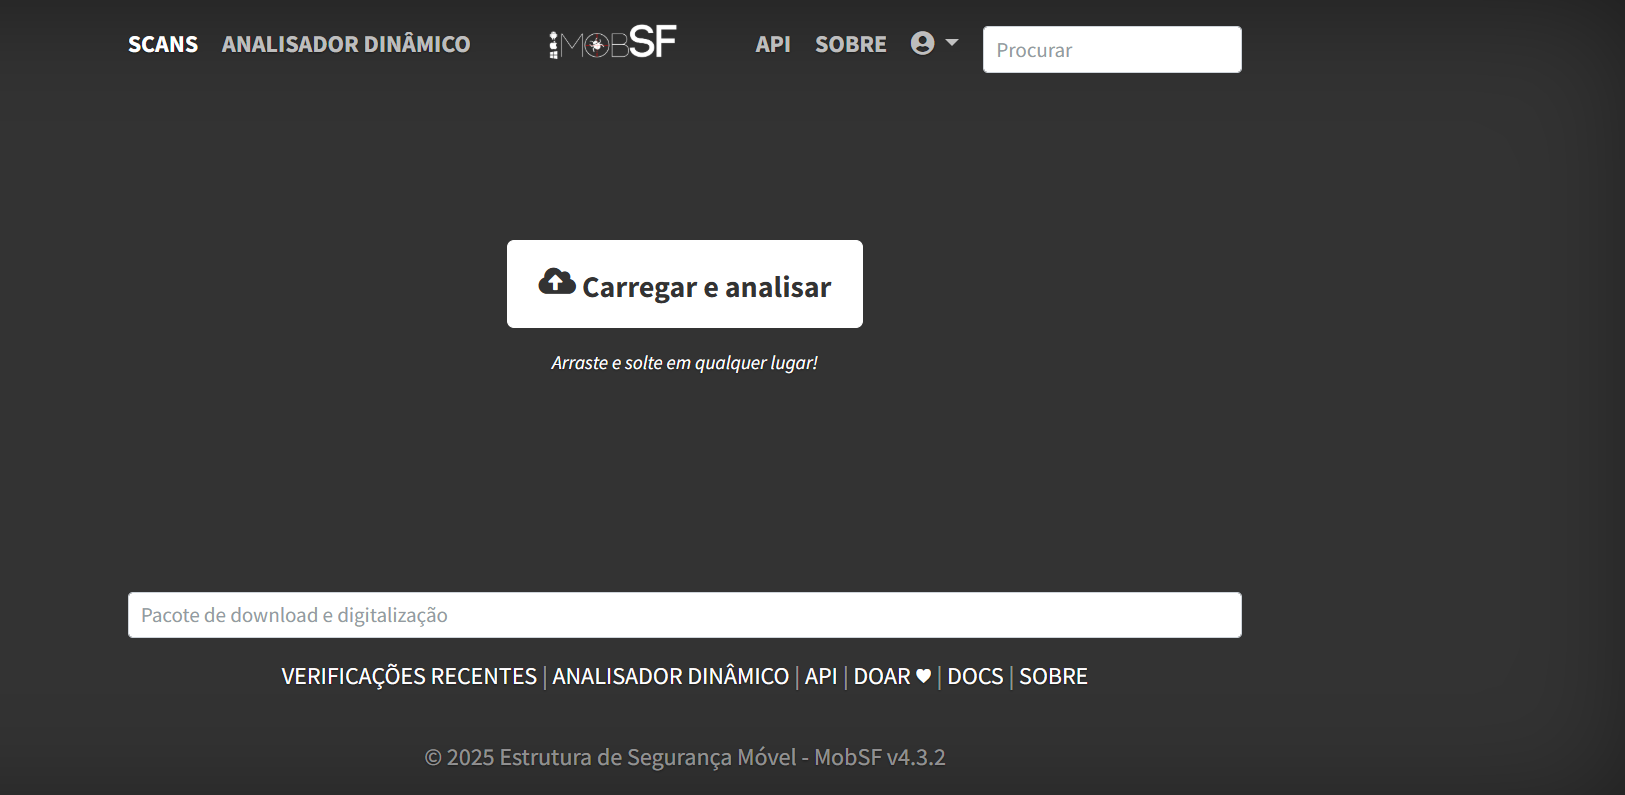 SCANS ANALISADOR DINÂMICO MOBSF API SOBRE Procurar
Carregar e analisar
Arraste e solte em qualquer lugar!
Pacote de download e digitalização
VERIFICAÇÕES RECENTES | ANALISADOR DINÂMICO | API | DOAR ♥ | DOCS | SOBRE
© 2025 Estrutura de Segurança Móvel - MobSF v4.3.2